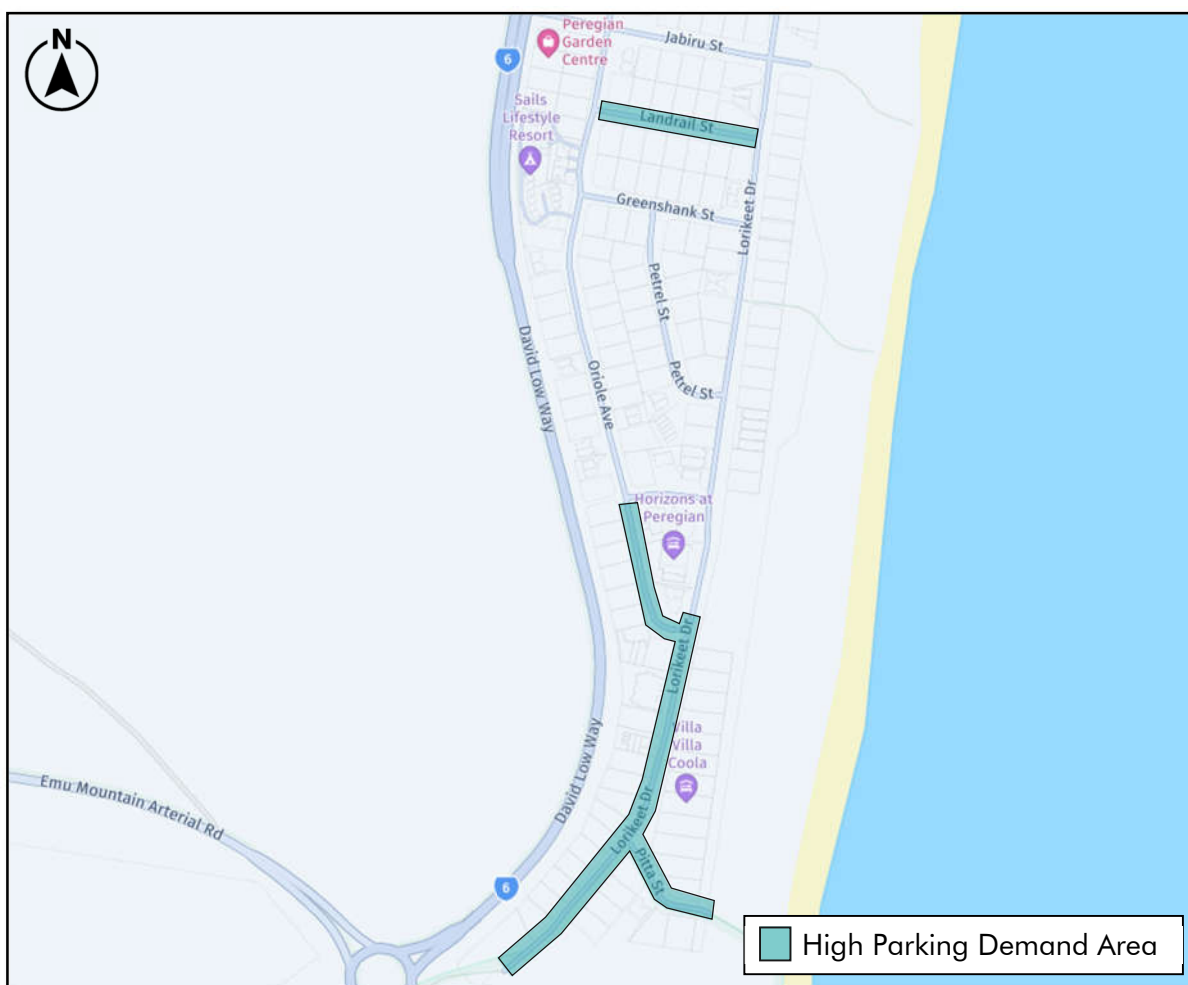 N
6
Peregian
Garden
Centre
Jabiru St
Sails
Lifestyle
Resort
Landrail St
Greenshank St
Lorikeet Dr
Petrel St
David Low Way
Oriole Ave
Petrel St
Horizons at
Peregian
Lorikeet Dr
Villa
Villa
Coola
David Low Way
Emu Mountain Arterial Rd
Lorikeet Dr
Pitta St
6
High Parking Demand Area